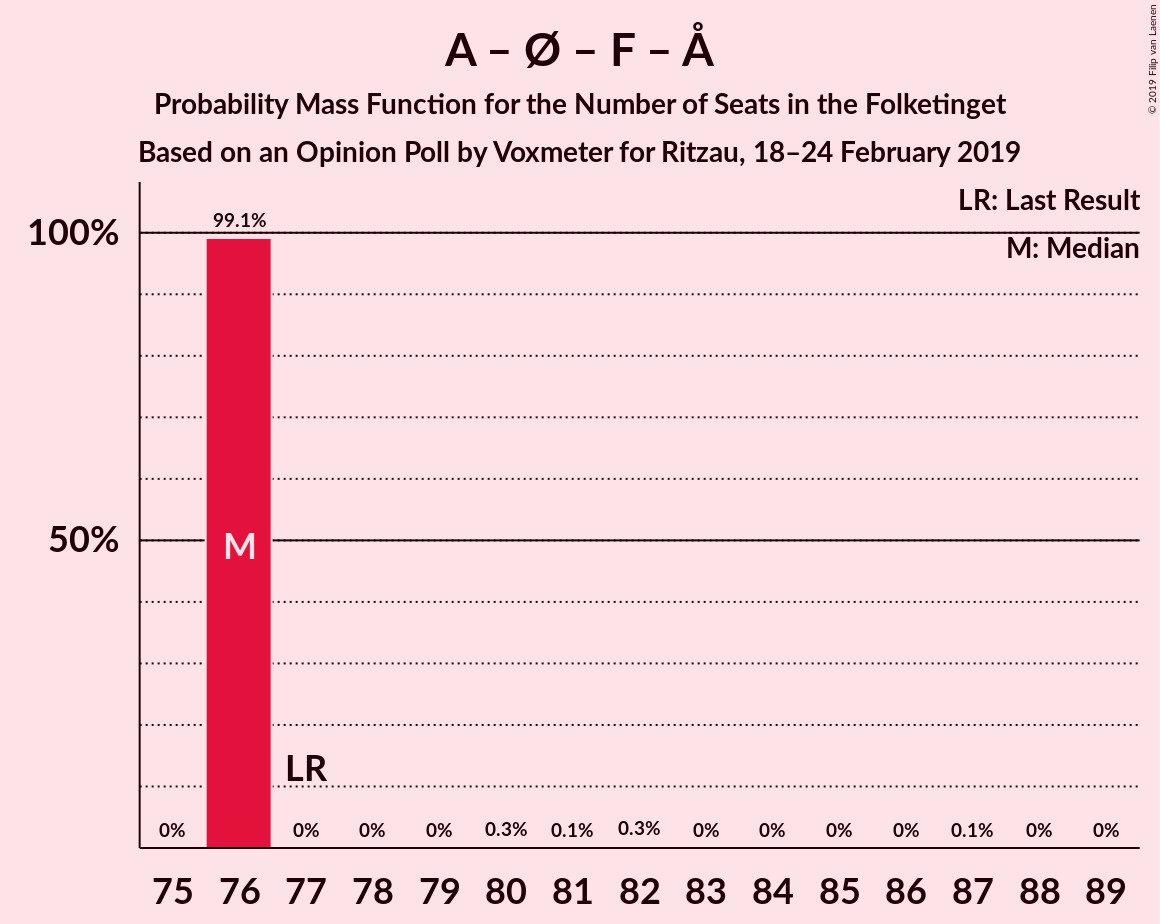 A – Ø – F – Å
Probability Mass Function for the Number of Seats in the Folketinget
Based on an Opinion Poll by Voxmeter for Ritzau, 18–24 February 2019
© 2019 Filip van Laenen
LR: Last Result
M: Median
100%
50%
99.1%
M
LR
0%
0%
0%
0%
0.3%
0.1%
0.3%
0%
0%
0%
0%
0.1%
0%
0%
75 76 77 78 79 80 81 82 83 84 85 86 87 88 89